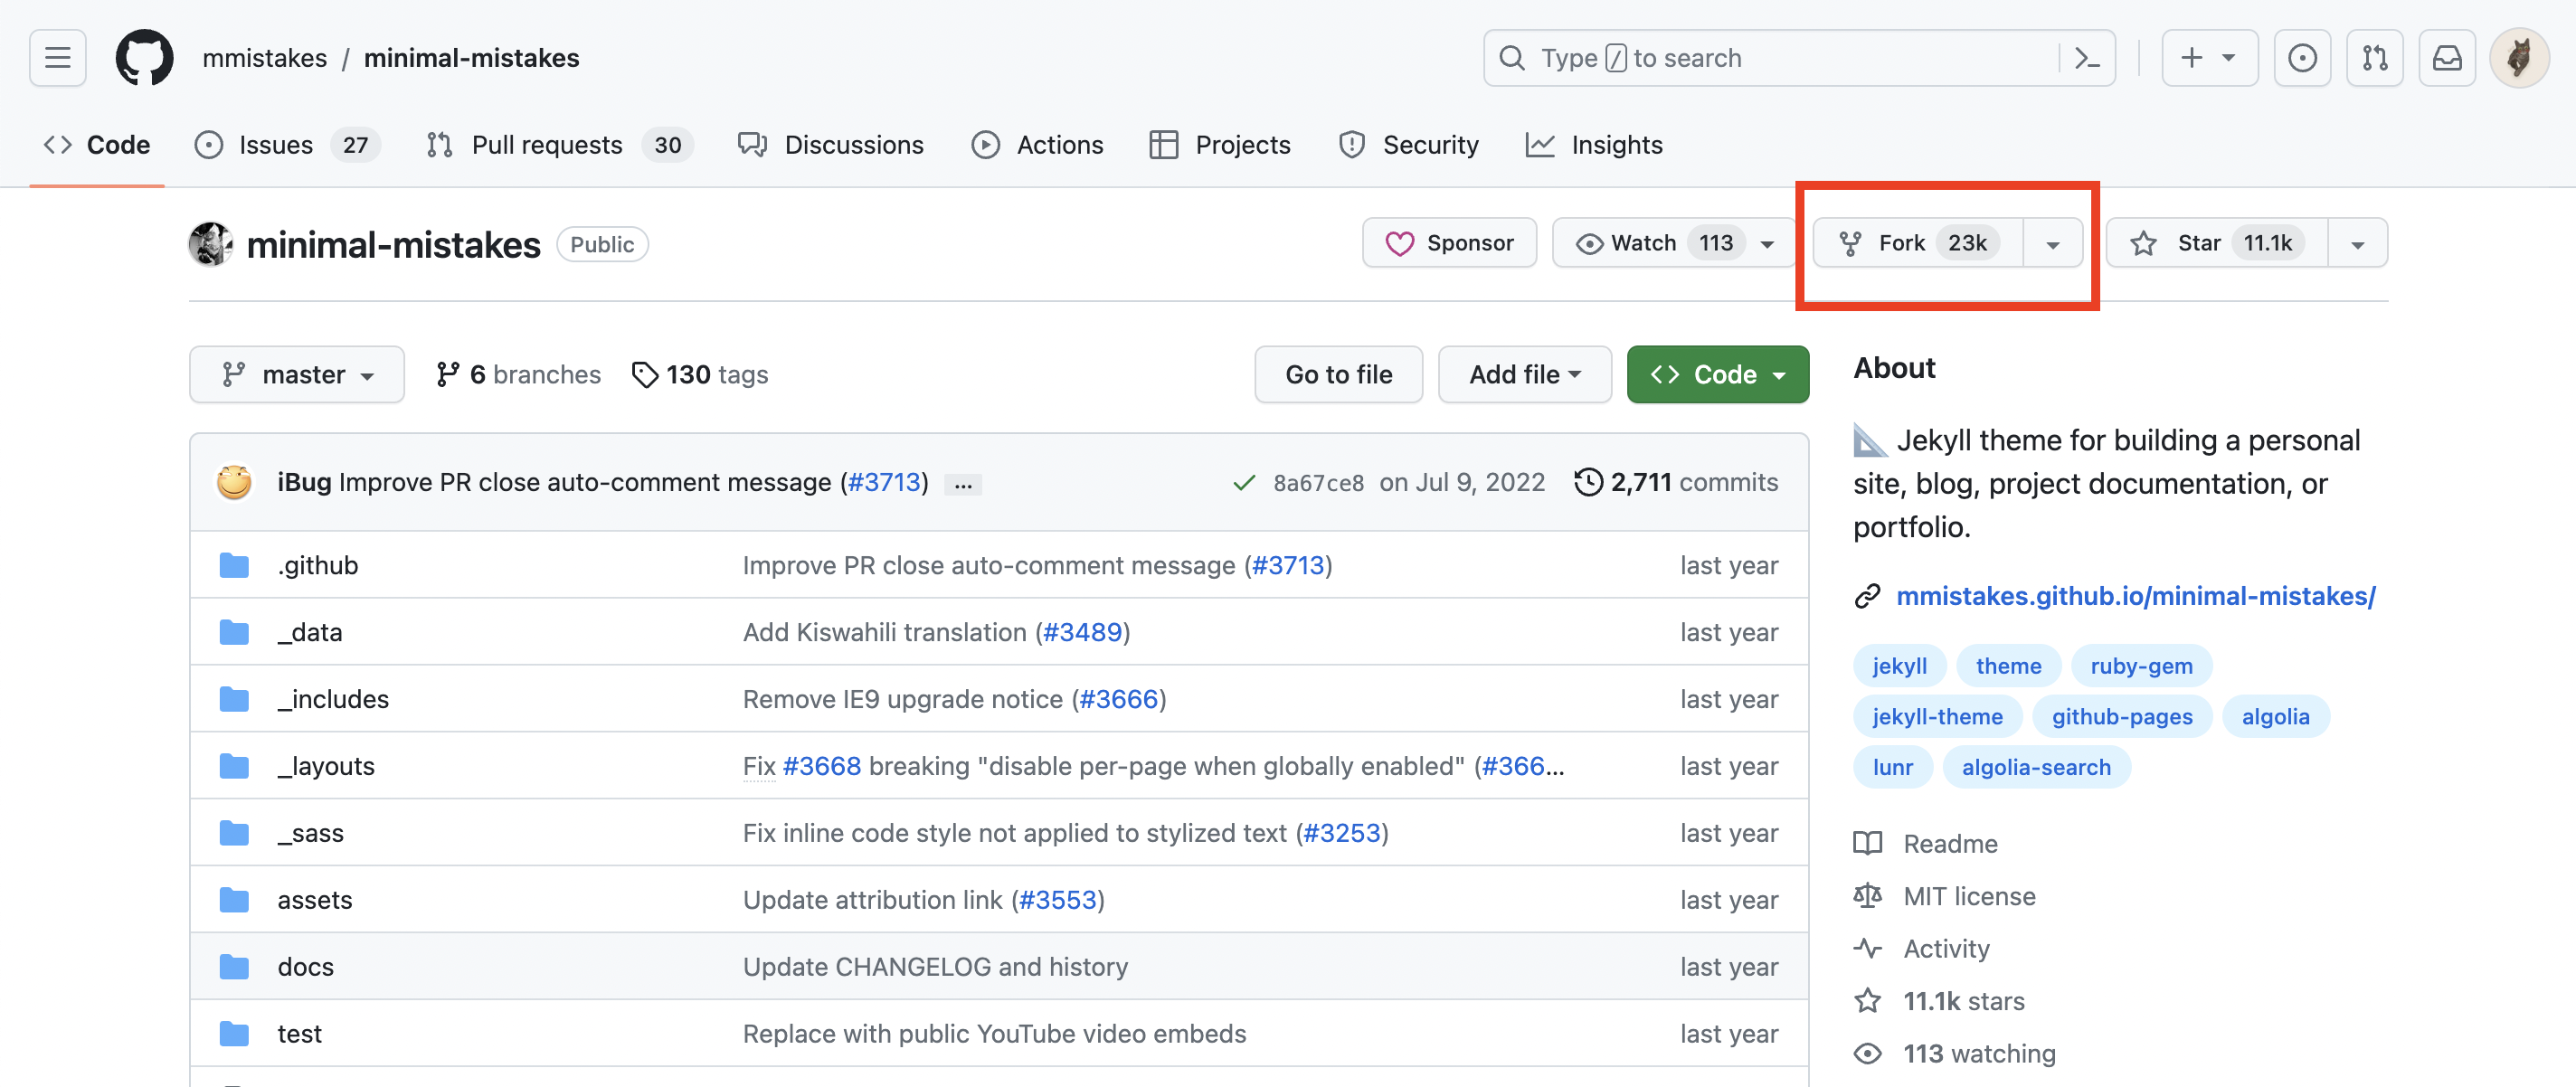 mmistakes / minimal-mistakes
Type / to search
Code Issues 27 Pull requests 30 Discussions Actions Projects Security Insights
minimal-mistakes Public Sponsor Watch 113 Fork 23k Star 11.1k
master 6 branches 130 tags Go to file Add file Code
iBug Improve PR close auto-comment message (#3713) ... 8a67ce8 on Jul 9, 2022 2,711 commits
.github Improve PR close auto-comment message (#3713) last year
_data Add Kiswahili translation (#3489) last year
_includes Remove IE9 upgrade notice (#3666) last year
_layouts Fix #3668 breaking "disable per-page when globally enabled" (#366... last year
_sass Fix inline code style not applied to stylized text (#3253) last year
assets Update attribution link (#3553) last year
docs Update CHANGELOG and history last year
test Replace with public YouTube video embeds last year
About
📐 Jekyll theme for building a personal
site, blog, project documentation, or
portfolio.
mmistakes.github.io/minimal-mistakes/
jekyll theme ruby-gem
jekyll-theme github-pages algolia
lunr algolia-search
Readme
MIT license
Activity
11.1k stars
113 watching